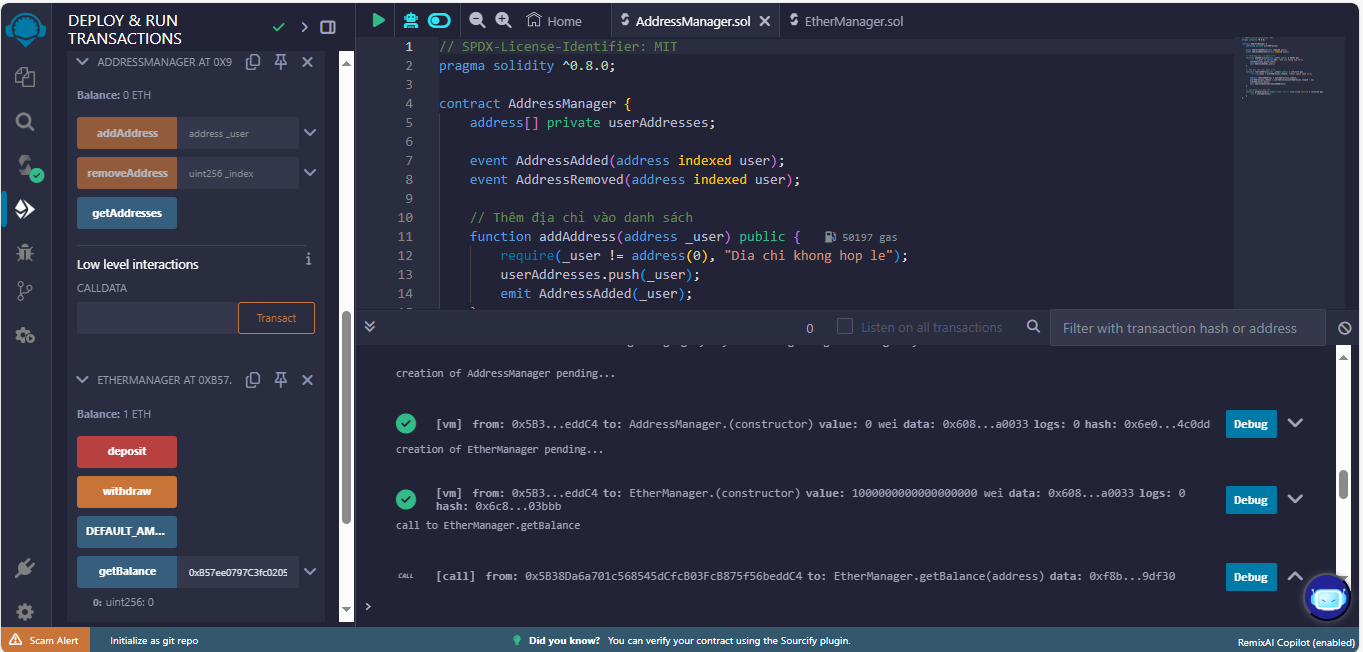 DEPLOY & RUN
TRANSACTIONS
ADDRESSMANAGER AT 0X9
Balance: 0 ETH
addAddress address _user
removeAddress uint256 _index
getAddresses
Low level interactions
i
CALLDATA
Transact
ETHERMANAGER AT 0XB57.
Balance: 1 ETH
deposit
withdraw
DEFAULT_AM...
getBalance 0xB57ee0797C3fc0205
0: uint256: 0
Home AddressManager.sol EtherManager.sol
1 // SPDX-License-Identifier: MIT
2 pragma solidity ^0.8.0;
3
4 contract AddressManager {
5 address[] private userAddresses;
6
7 event AddressAdded(address indexed user);
8 event AddressRemoved(address indexed user);
9
10 // Thêm địa chỉ vào danh sách
11 function addAddress(address _user) public { 50197 gas
12 require(_user != address(0), "Dia chi khong hop le");
13 userAddresses.push(_user);
14 emit AddressAdded(_user);
0 Listen on all transactions Filter with transaction hash or address
creation of AddressManager pending...
[vm] from: 0x5B3...eddC4 to: AddressManager.(constructor) value: 0 wei data: 0x608...a0033 logs: 0 hash: 0x6e0...4c0dd Debug
creation of EtherManager pending...
[vm] from: 0x5B3...eddC4 to: EtherManager.(constructor) value: 1000000000000000000 wei data: 0x608...a0033 logs: 0
hash: 0x6c8...03bbb Debug
call to EtherManager.getBalance
CALL [call] from: 0x5B38Da6a701c568545dCfcB03FcB875f56beddC4 to: EtherManager.getBalance(address) data: 0xf8b...9df30 Debug
>
Scam Alert Initialize as git repo Did you know? You can verify your contract using the Sourcify plugin. RemixAI Copilot (enabled)